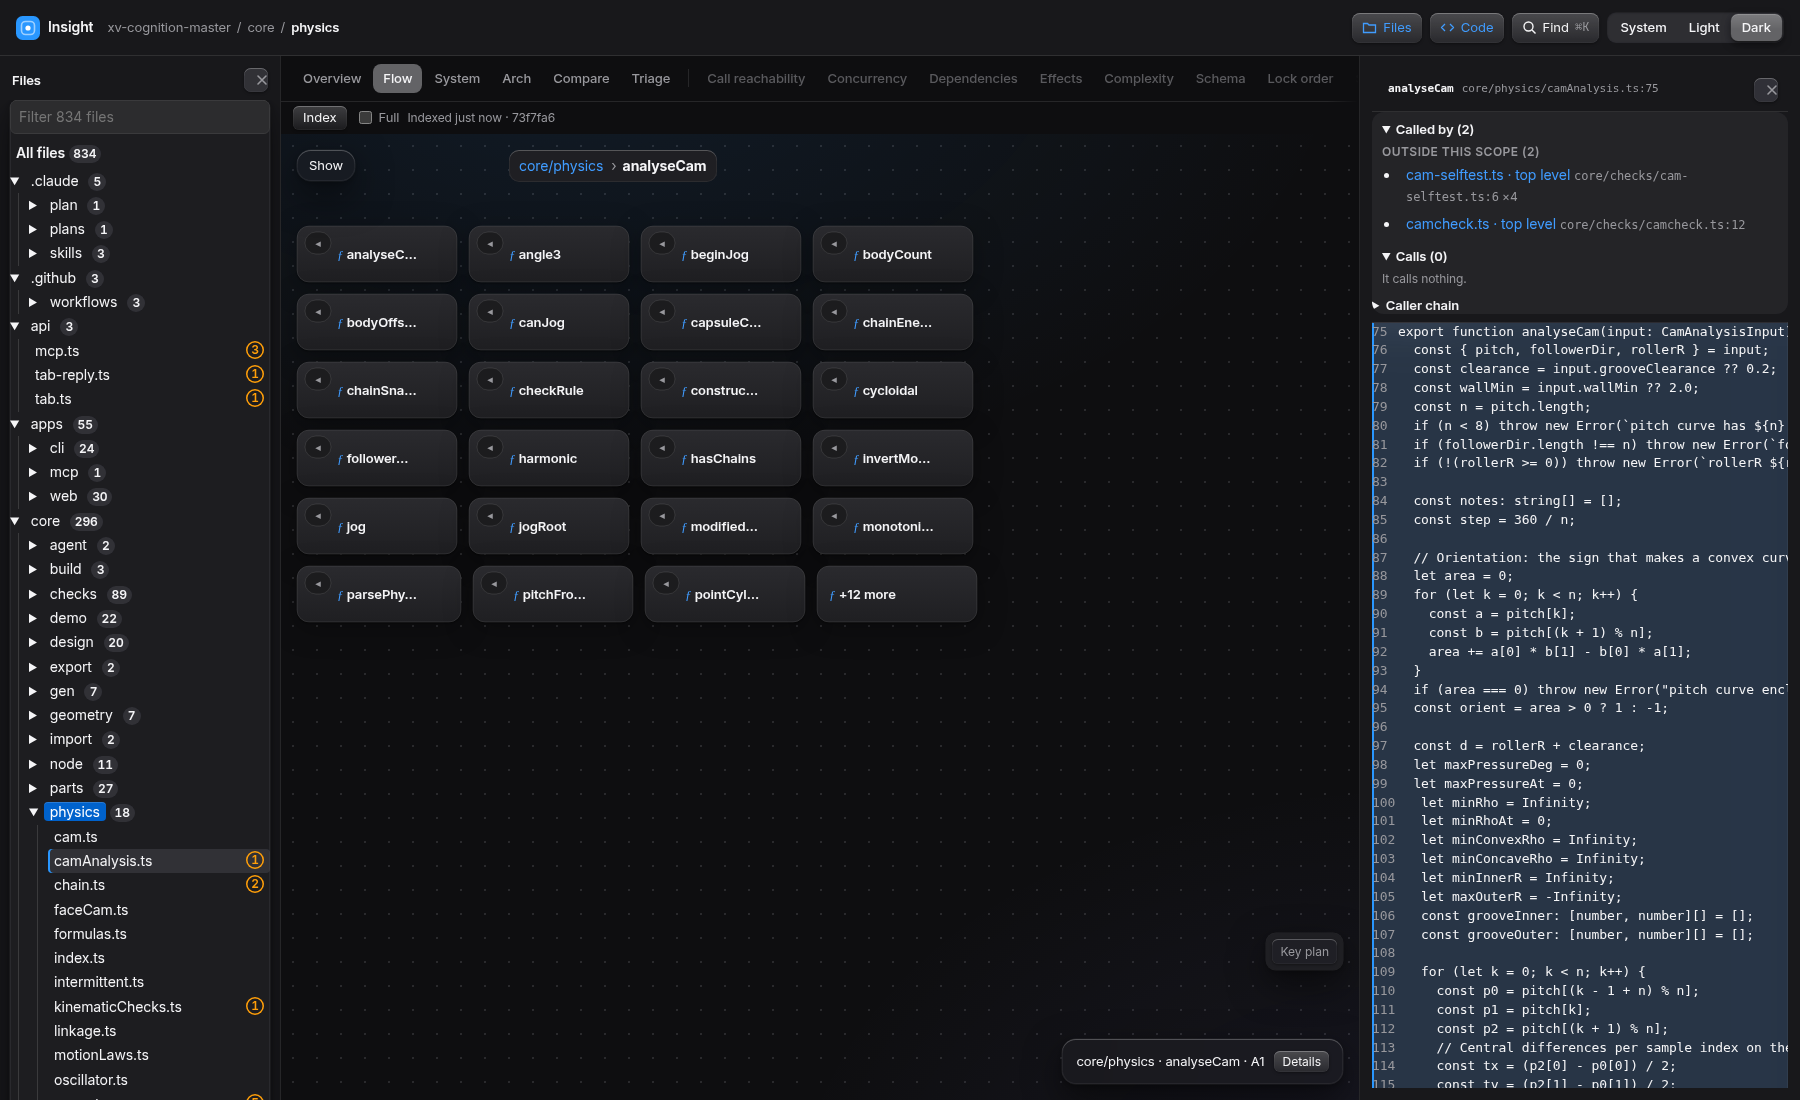 Insight xv-cognition-master / core / physics Files Code Find ⌘K System Light Dark
Files
Filter 834 files
All files 834
.claude 5
plan 1
plans 1
skills 3
.github 3
workflows 3
api 3
mcp.ts 3
tab-reply.ts 1
tab.ts 1
apps 55
cli 24
mcp 1
web 30
core 296
agent 2
build 3
checks 89
demo 22
design 20
export 2
gen 7
geometry 7
import 2
node 11
parts 27
physics 18
cam.ts
camAnalysis.ts 1
chain.ts 2
faceCam.ts
formulas.ts
index.ts
intermittent.ts
kinematicChecks.ts 1
linkage.ts
motionLaws.ts
oscillator.ts
Overview Flow System Arch Compare Triage Call reachability Concurrency Dependencies Effects Complexity Schema Lock order
Index Full Indexed just now · 73f7fa6
Show core/physics › analyseCam
ƒ analyseC... ƒ angle3 ƒ beginJog ƒ bodyCount
ƒ bodyOffs... ƒ canJog ƒ capsuleC... ƒ chainEne...
ƒ chainSna... ƒ checkRule ƒ construc... ƒ cycloidal
ƒ follower... ƒ harmonic ƒ hasChains ƒ invertMo...
ƒ jog ƒ jogRoot ƒ modified... ƒ monotoni...
ƒ parsePhy... ƒ pitchFro... ƒ pointCyl... ƒ +12 more
Key plan
core/physics · analyseCam · A1 Details
analyseCam core/physics/camAnalysis.ts:75
Called by (2)
OUTSIDE THIS SCOPE (2)
cam-selftest.ts · top level core/checks/cam-
selftest.ts:6 ×4
camcheck.ts · top level core/checks/camcheck.ts:12
Calls (0)
It calls nothing.
Caller chain
75 export function analyseCam(input: CamAnalysisInput)
76 const { pitch, followerDir, rollerR } = input;
77 const clearance = input.grooveClearance ?? 0.2;
78 const wallMin = input.wallMin ?? 2.0;
79 const n = pitch.length;
80 if (n < 8) throw new Error(`pitch curve has ${n}
81 if (followerDir.length !== n) throw new Error(`fo
82 if (!(rollerR >= 0)) throw new Error(`rollerR ${r
83
84 const notes: string[] = [];
85 const step = 360 / n;
86
87 // Orientation: the sign that makes a convex curv
88 let area = 0;
89 for (let k = 0; k < n; k++) {
90 const a = pitch[k];
91 const b = pitch[(k + 1) % n];
92 area += a[0] * b[1] - b[0] * a[1];
93 }
94 if (area === 0) throw new Error("pitch curve encl
95 const orient = area > 0 ? 1 : -1;
96
97 const d = rollerR + clearance;
98 let maxPressureDeg = 0;
99 let maxPressureAt = 0;
100 let minRho = Infinity;
101 let minRhoAt = 0;
102 let minConvexRho = Infinity;
103 let minConcaveRho = Infinity;
104 let minInnerR = Infinity;
105 let maxOuterR = -Infinity;
106 const grooveInner: [number, number][] = [];
107 const grooveOuter: [number, number][] = [];
108
109 for (let k = 0; k < n; k++) {
110 const p0 = pitch[(k - 1 + n) % n];
111 const p1 = pitch[k];
112 const p2 = pitch[(k + 1) % n];
113 // Central differences per sample index on the
114 const tx = (p2[0] - p0[0]) / 2;
115 const ty = (p2[1] - p0[1]) / 2;